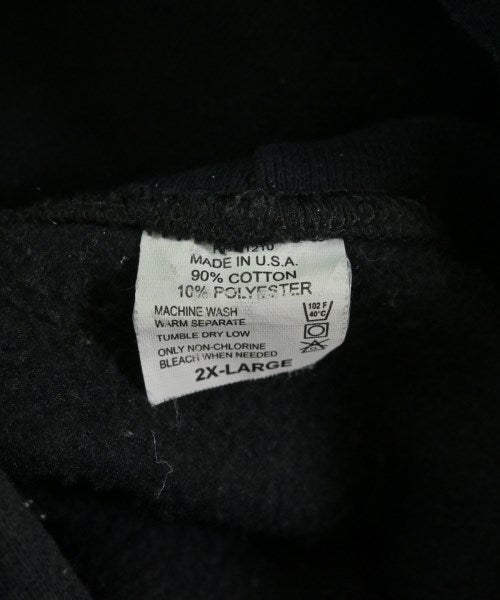 MADE IN U.S.A.
90% COTTON
10% POLYESTER
MACHINE WASH
WARM SEPARATE
TUMBLE DRY LOW
ONLY NON-CHLORINE
BLEACH WHEN NEEDED
102 F
40°C
2X-LARGE